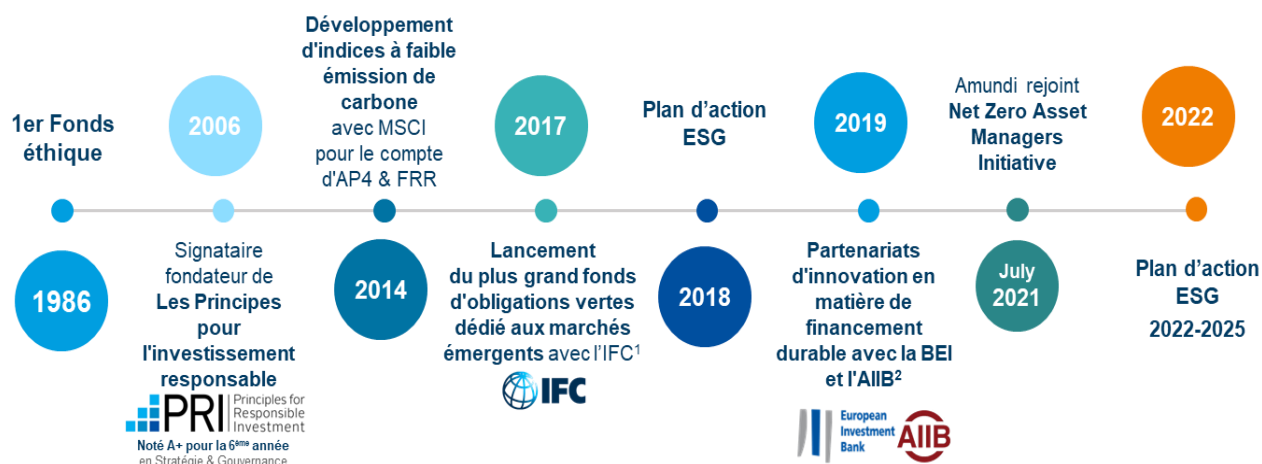 1er Fonds
éthique
1986
2006
Signataire
fondateur de
Les Principes
pour
l'investissement
responsable
PRI
Principles for
Responsible
Investment
Noté A+ pour la 6ème année
en Stratégie & Gouvernance
Développement
d'indices à faible
émission de
carbone
avec MSCI
pour le compte
d'AP4 & FRR
2014
2017
Lancement
du plus grand fonds
d'obligations vertes
dédié aux marchés
émergents avec l'IFC1
IFC
Plan d'action
ESG
2018
2019
Partenariats
d'innovation en
matière de
financement
durable avec la BEI
et l'AIIB2
European
Investment
Bank
AIIB
Amundi rejoint
Net Zero Asset
Managers
Initiative
July
2021
2022
Plan d'action
ESG
2022-2025